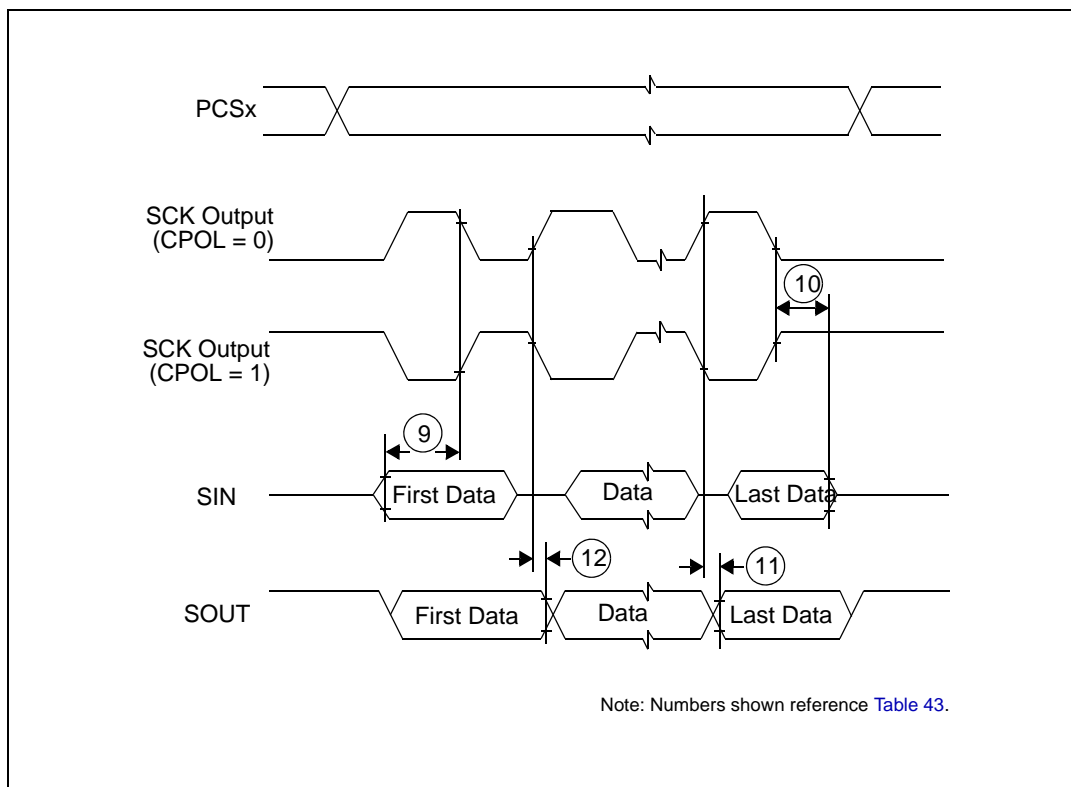 PCSx
SCK Output
(CPOL = 0)
10
SCK Output
(CPOL = 1)
9
SIN
First Data
Data
Last Data
12
11
SOUT
First Data
Data
Last Data
Note: Numbers shown reference Table 43.